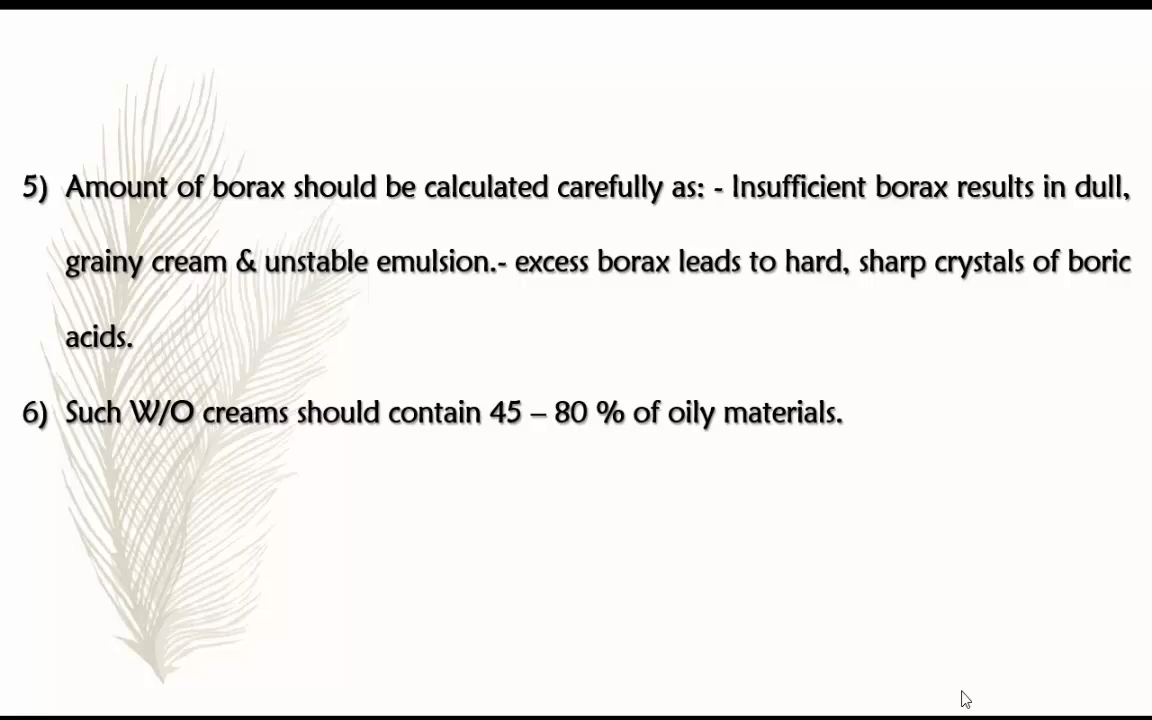 5) Amount of borax should be calculated carefully as: - Insufficient borax results in dull,
grainy cream & unstable emulsion.- excess borax leads to hard, sharp crystals of boric
acids.
6) Such W/O creams should contain 45 – 80 % of oily materials.